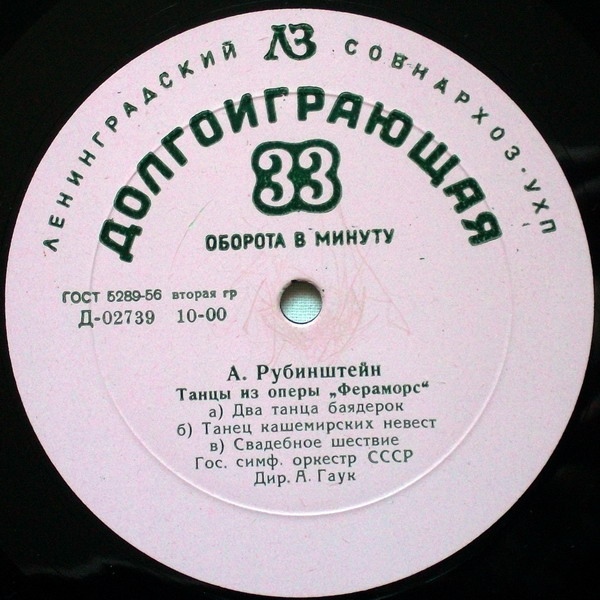 ЛЕНИНГРАДСКИЙ ЛЗ СОВНАРХОЗ·УХП
ДОЛГОИГРАЮЩАЯ
33
ОБОРОТА В МИНУТУ
ГОСТ 5289-56 вторая гр
Д-02739 10-00
А. Рубинштейн
Танцы из оперы „Фераморс“
а) Два танца баядерок
б) Танец кашемирских невест
в) Свадебное шествие
Гос. симф. оркестр СССР
Дир. А. Гаук